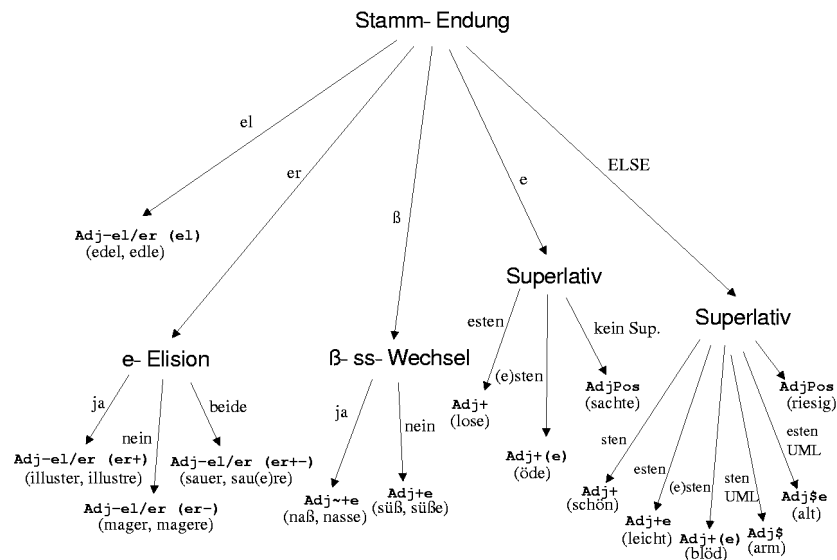 Stamm- Endung
el
er
ß
e
ELSE
Adj-el/er (el)
(edel, edle)
Superlativ
esten
(e)sten
kein Sup.
Adj+
(lose)
Adj+(e)
(öde)
AdjPos
(sachte)
Superlativ
sten
esten
(e)sten
sten
UML
esten
UML
Adj+
(schön)
Adj+e
(leicht)
Adj+(e)
(blöd)
Adj$
(arm)
Adj$e
(alt)
AdjPos
(riesig)
e- Elision
ja
nein
beide
Adj-el/er (er+)
(illuster, illustre)
Adj-el/er (er-)
(mager, magere)
Adj-el/er (er+-)
(sauer, sau(e)re)
ß- ss- Wechsel
ja
nein
Adj~+e
(naß, nasse)
Adj+e
(süß, süße)